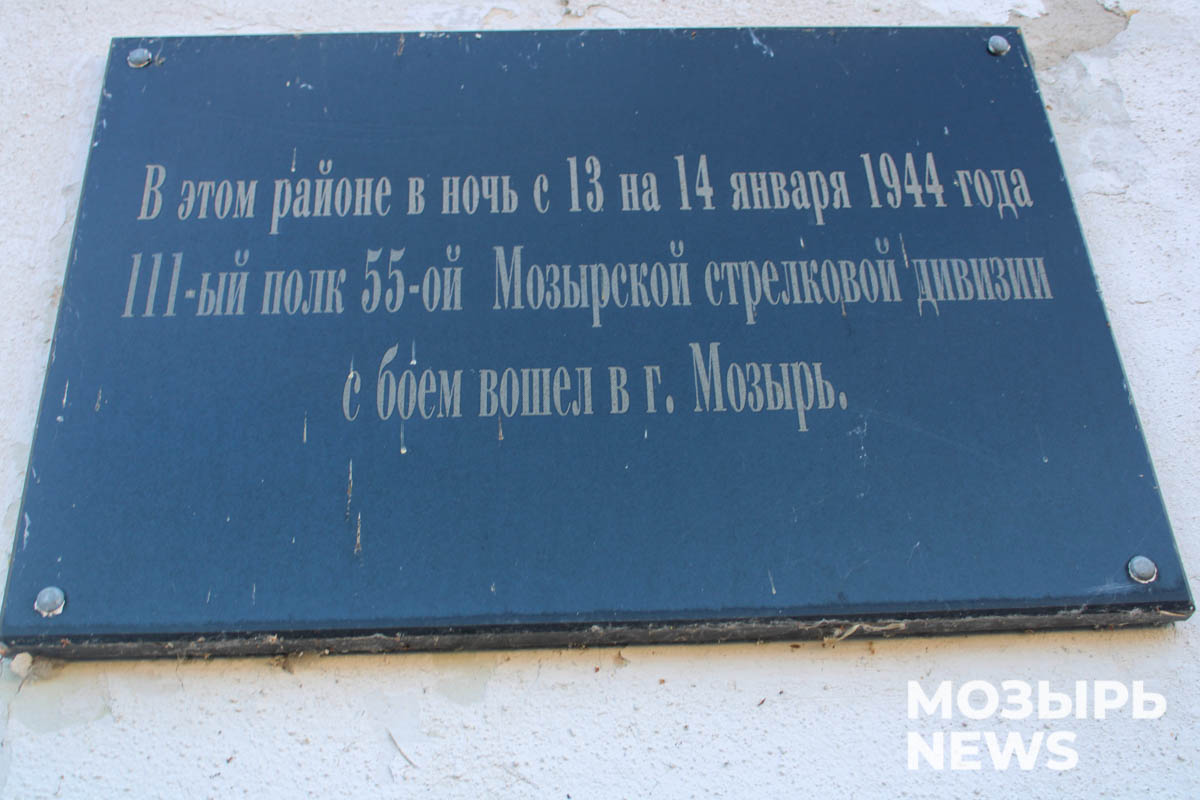 В этом районе в ночь с 13 на 14 января 1944 года
111-ый полк 55-ой Мозырской стрелковой дивизии
с боем вошел в г. Мозырь.
МОЗЫРЬ
NEWS